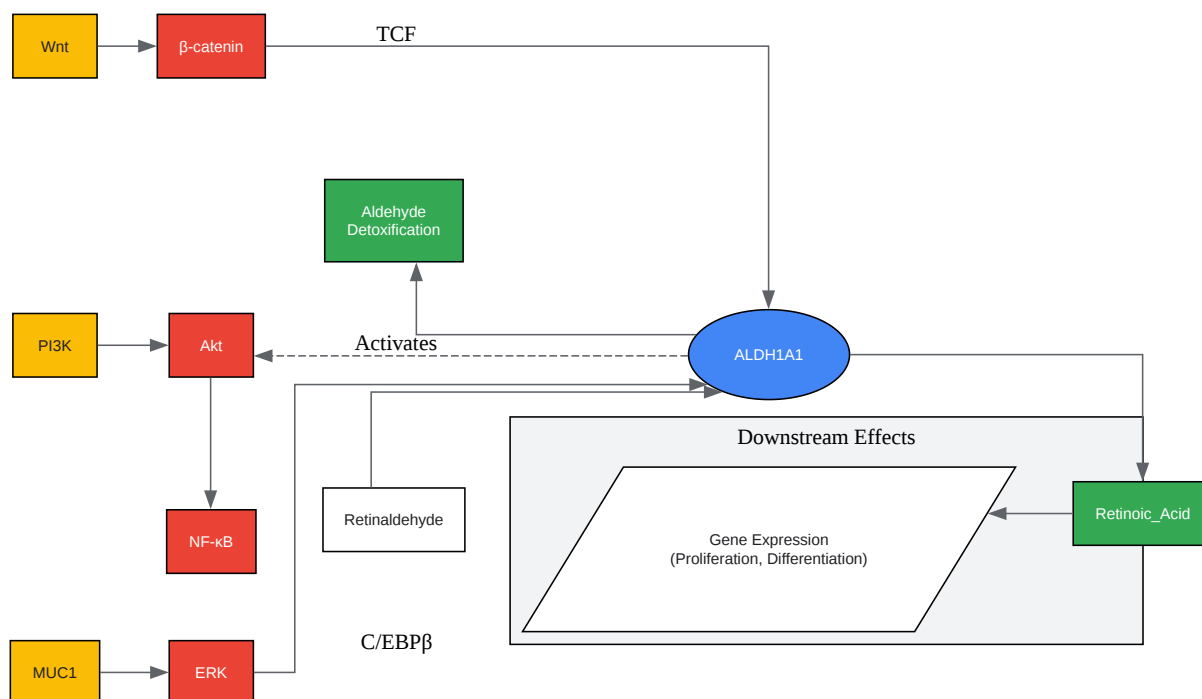 Wnt
β-catenin
TCF
Aldehyde
Detoxification
PI3K
Akt
Activates
ALDH1A1
Downstream Effects
Retinaldehyde
Retinoic_Acid
NF-κB
Gene Expression
(Proliferation, Differentiation)
C/EBPβ
MUC1
ERK